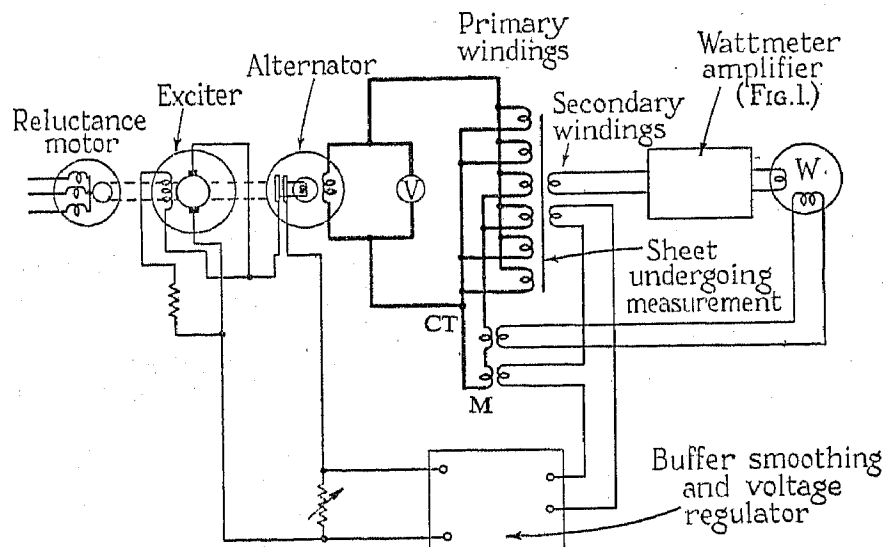 Primary
windings
Wattmeter
amplifier
(FIG.1.)
Alternator
Exciter
Secondary
windings
Reluctance
motor
V
W
Sheet
undergoing
measurement
CT
M
Buffer smoothing
and voltage
regulator